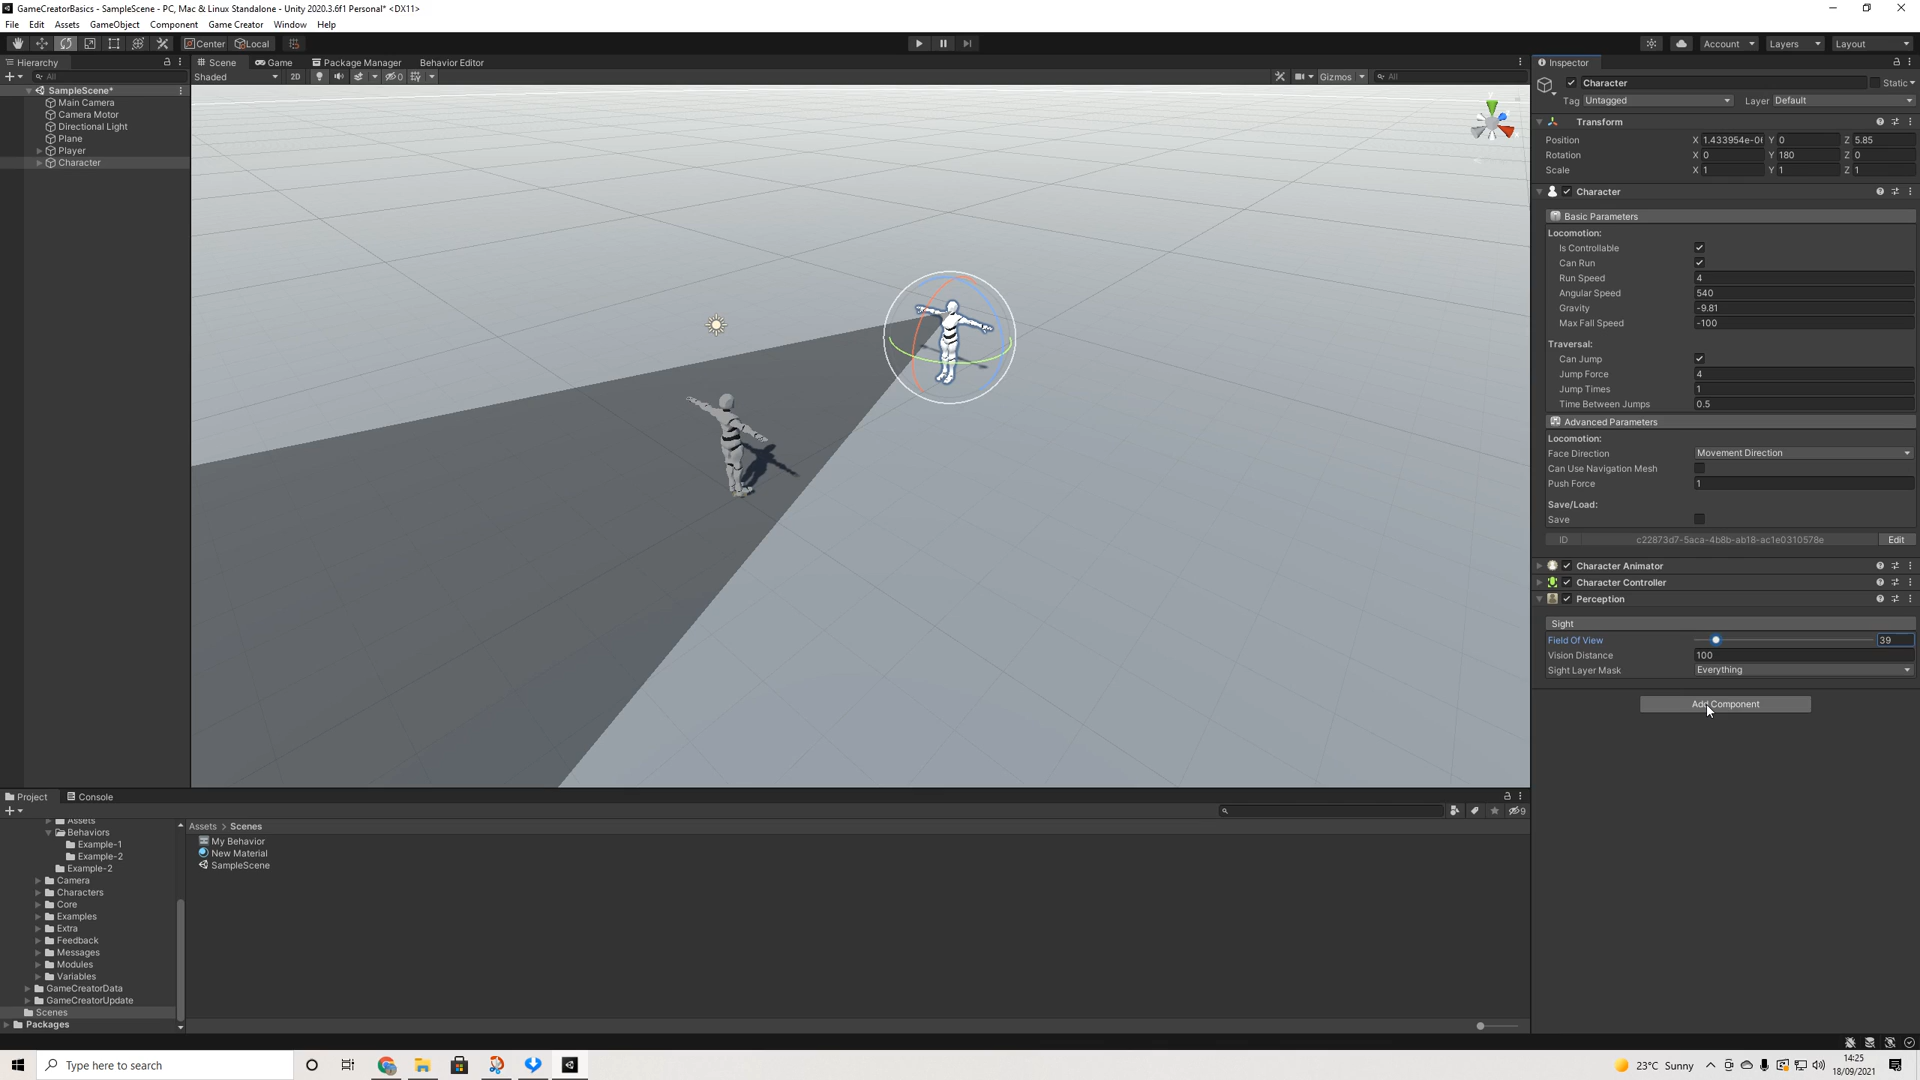 GameCreatorBasics - SampleScene - PC, Mac & Linux Standalone - Unity 2020.3.6f1 Personal* <DX11>
File Edit Assets GameObject Component Game Creator Window Help
Center Local Account Layers Layout
Hierarchy Scene Game Package Manager Behavior Editor Inspector
All Shaded 2D 0 Gizmos All
SampleScene*
Main Camera
Camera Motor
Directional Light
Plane
Player
Character
Character Static
Tag Untagged Layer Default
Transform
Position X 1.433954e-06 Y 0 Z 5.85
Rotation X 0 Y 180 Z 0
Scale X 1 Y 1 Z 1
Character
Basic Parameters
Locomotion:
Is Controllable
Can Run
Run Speed 4
Angular Speed 540
Gravity -9.81
Max Fall Speed -100
Traversal:
Can Jump
Jump Force 4
Jump Times 1
Time Between Jumps 0.5
Advanced Parameters
Locomotion:
Face Direction Movement Direction
Can Use Navigation Mesh
Push Force 1
Save/Load:
Save
ID c22873d7-5aca-4b8b-ab18-ac1e0310578e Edit
Character Animator
Character Controller
Perception
Sight
Field Of View 39
Vision Distance 100
Sight Layer Mask Everything
Add Component
Project Console
9
Assets > Scenes
My Behavior
New Material
SampleScene
Assets
Behaviors
Example-1
Example-2
Example-2
Camera
Characters
Core
Examples
Extra
Feedback
Messages
Modules
Variables
GameCreatorData
GameCreatorUpdate
Scenes
Packages
Type here to search
23°C Sunny
14:25
18/09/2021